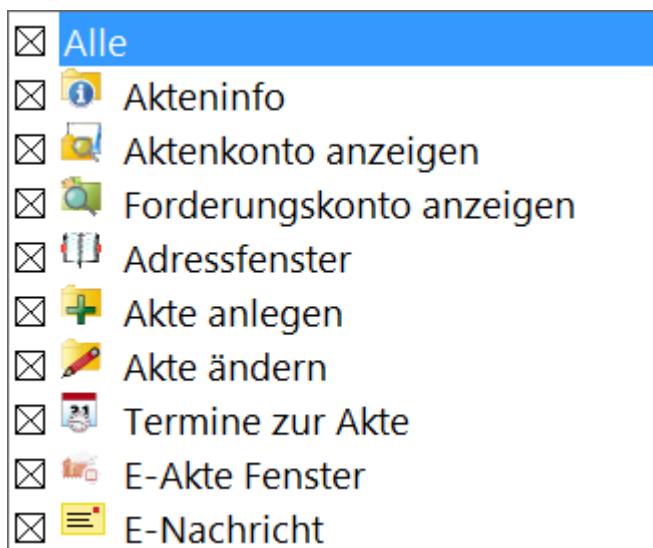 Alle
Akteninfo
Aktenkonto anzeigen
Forderungskonto anzeigen
Adressfenster
Akte anlegen
Akte ändern
Termine zur Akte
E-Akte Fenster
E-Nachricht